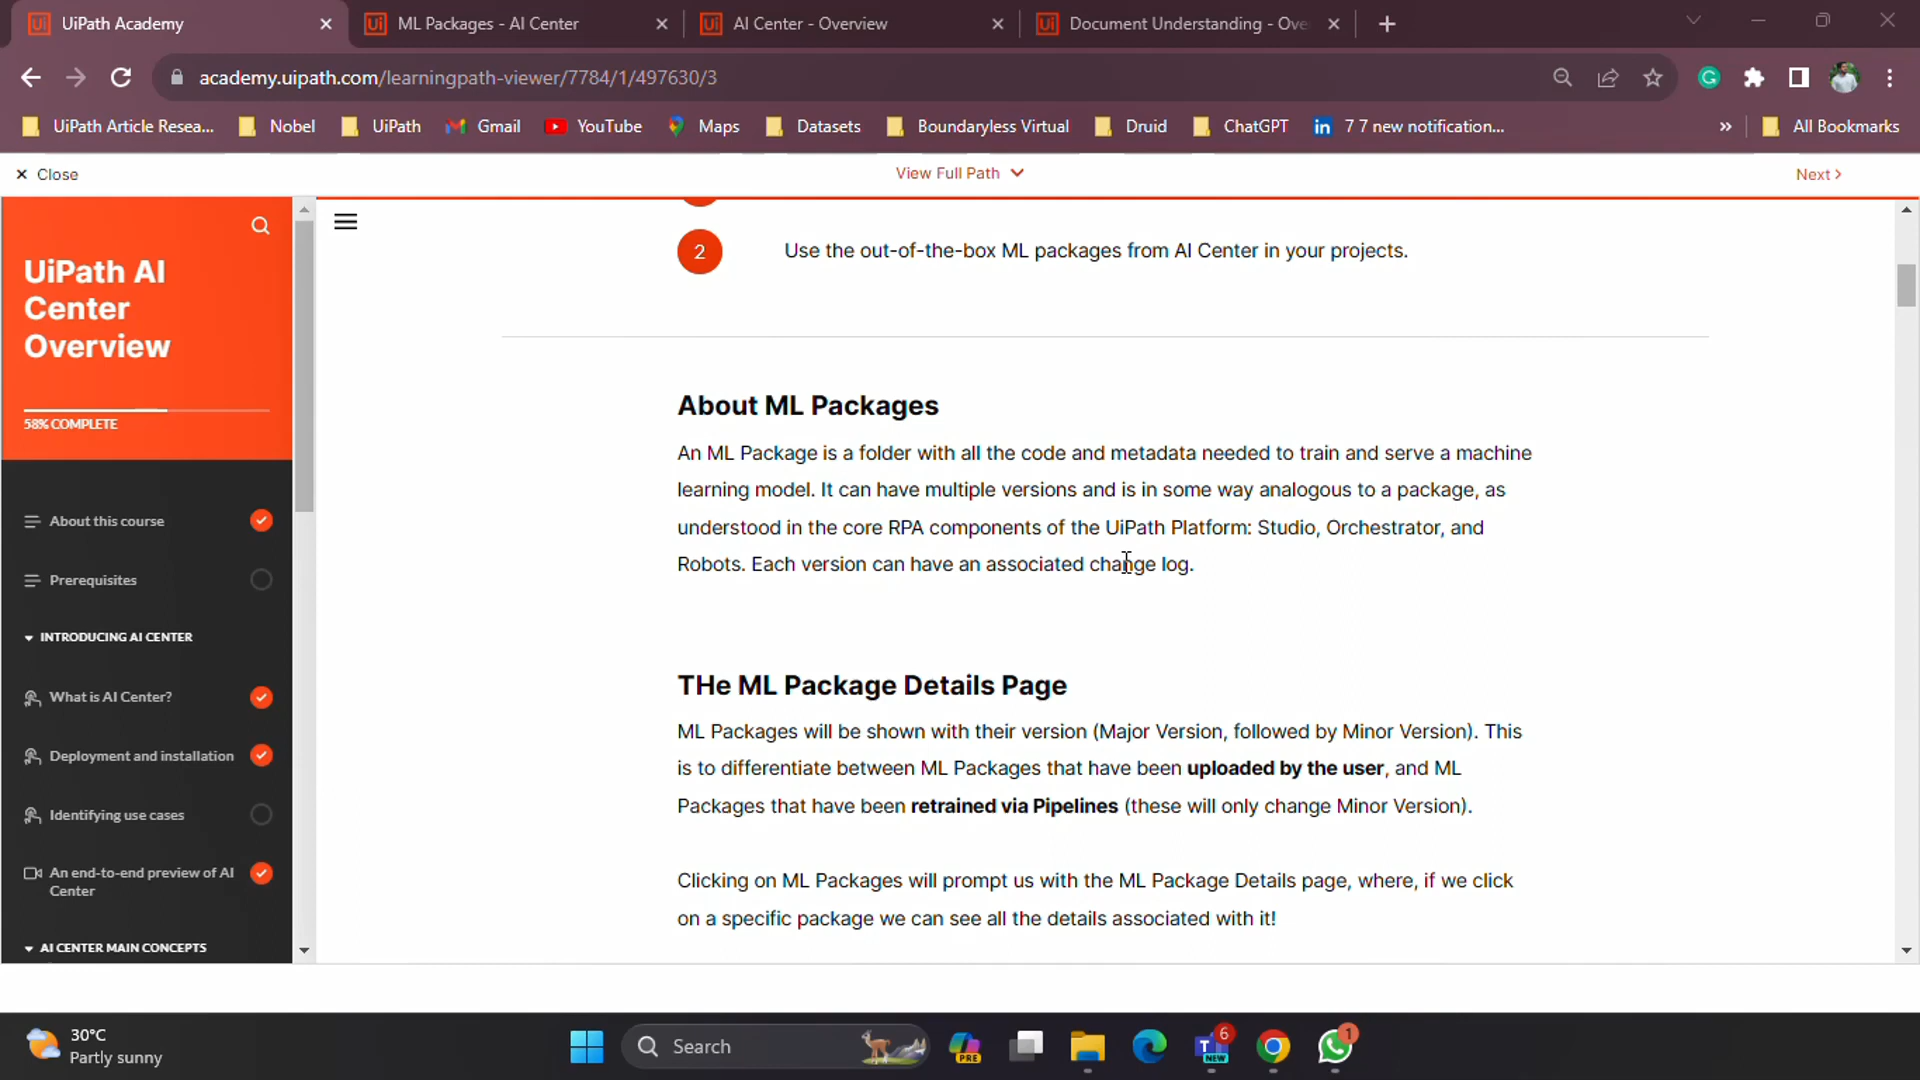 UiPath Academy
ML Packages - AI Center
AI Center - Overview
Document Understanding - Ove
academy.uipath.com/learningpath-viewer/7784/1/497630/3
UiPath Article Resea...
Nobel
UiPath
Gmail
YouTube
Maps
Datasets
Boundaryless Virtual
Druid
ChatGPT
7 7 new notification...
All Bookmarks
Close
View Full Path
Next
UiPath AI
Center
Overview
58% COMPLETE
About this course
Prerequisites
INTRODUCING AI CENTER
What is AI Center?
Deployment and installation
Identifying use cases
An end-to-end preview of AI
Center
AI CENTER MAIN CONCEPTS
2
Use the out-of-the-box ML packages from AI Center in your projects.
About ML Packages
An ML Package is a folder with all the code and metadata needed to train and serve a machine
learning model. It can have multiple versions and is in some way analogous to a package, as
understood in the core RPA components of the UiPath Platform: Studio, Orchestrator, and
Robots. Each version can have an associated change log.
THe ML Package Details Page
ML Packages will be shown with their version (Major Version, followed by Minor Version). This
is to differentiate between ML Packages that have been uploaded by the user, and ML
Packages that have been retrained via Pipelines (these will only change Minor Version).
Clicking on ML Packages will prompt us with the ML Package Details page, where, if we click
on a specific package we can see all the details associated with it!
30°C
Partly sunny
Search
PRE
6
NEW
1